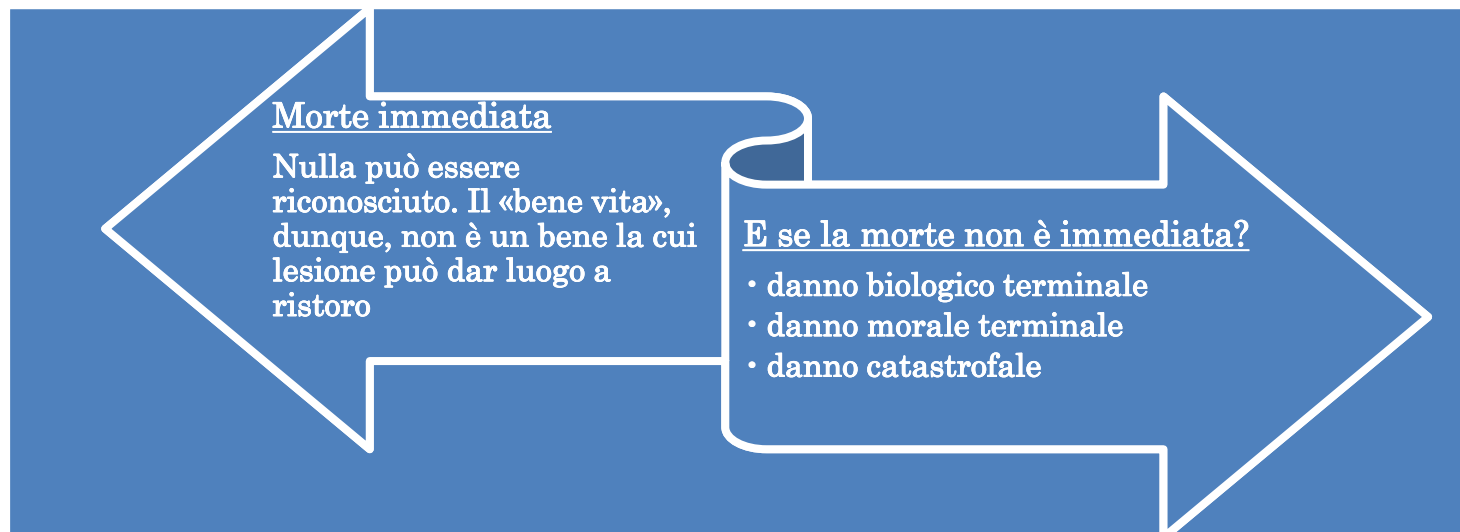 Morte immediata
Nulla può essere
riconosciuto. Il «bene vita»,
dunque, non è un bene la cui
lesione può dar luogo a
ristoro
E se la morte non è immediata?
• danno biologico terminale
• danno morale terminale
• danno catastrofale